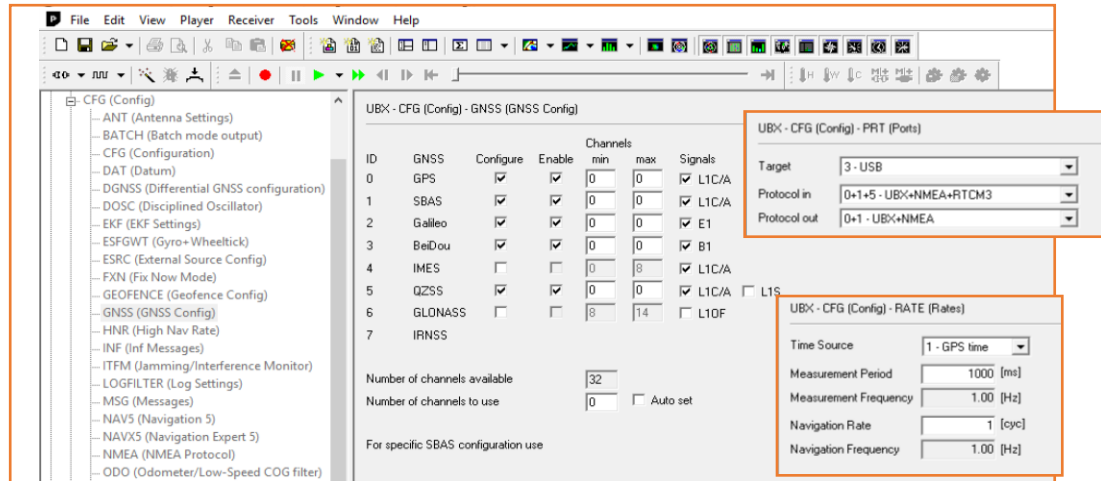 File Edit View Player Receiver Tools Window Help
CFG (Config)
ANT (Antenna Settings)
BATCH (Batch mode output)
CFG (Configuration)
DAT (Datum)
DGNSS (Differential GNSS configuration)
DOSC (Disciplined Oscillator)
EKF (EKF Settings)
ESFGWT (Gyro+Wheeltick)
ESRC (External Source Config)
FXN (Fix Now Mode)
GEOFENCE (Geofence Config)
GNSS (GNSS Config)
HNR (High Nav Rate)
INF (Inf Messages)
ITFM (Jamming/Interference Monitor)
LOGFILTER (Log Settings)
MSG (Messages)
NAV5 (Navigation 5)
NAVX5 (Navigation Expert 5)
NMEA (NMEA Protocol)
ODO (Odometer/Low-Speed COG filter)
UBX - CFG (Config) - GNSS (GNSS Config)
Channels
ID GNSS Configure Enable min max Signals
0 GPS 0 0 L1C/A
1 SBAS 0 0 L1C/A
2 Galileo 0 0 E1
3 BeiDou 0 0 B1
4 IMES 0 8 L1C/A
5 QZSS 0 0 L1C/A L1S
6 GLONASS 8 14 L1OF
7 IRNSS
Number of channels available 32
Number of channels to use 0 Auto set
For specific SBAS configuration use
UBX - CFG (Config) - PRT (Ports)
Target 3 - USB
Protocol in 0+1+5 - UBX+NMEA+RTCM3
Protocol out 0+1 - UBX+NMEA
UBX - CFG (Config) - RATE (Rates)
Time Source 1 - GPS time
Measurement Period 1000 [ms]
Measurement Frequency 1.00 [Hz]
Navigation Rate 1 [cyc]
Navigation Frequency 1.00 [Hz]